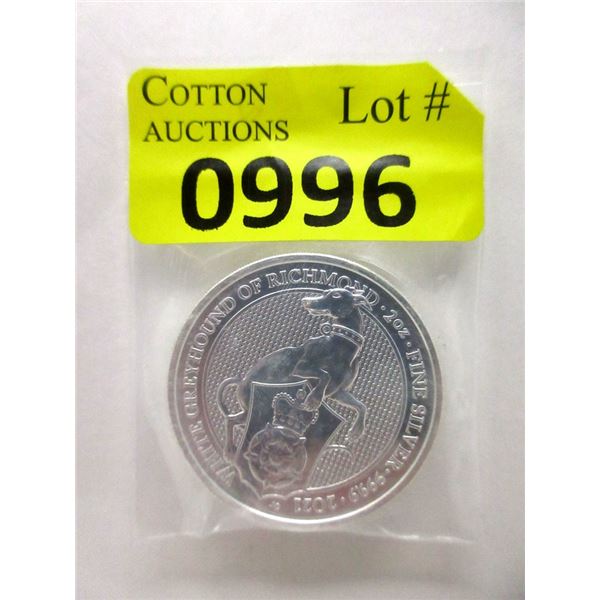 COTTON
AUCTIONS
Lot #
0996
WHITE GREYHOUND OF RICHMOND · 2OZ · FINE SILVER · 9999 · 2021